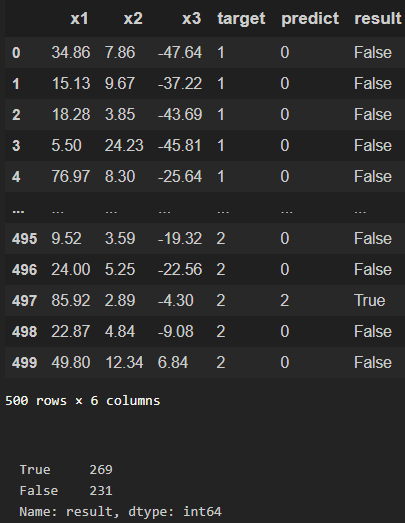 x1 x2 x3 target predict result
0 34.86 7.86 -47.64 1 0 False
1 15.13 9.67 -37.22 1 0 False
2 18.28 3.85 -43.69 1 0 False
3 5.50 24.23 -45.81 1 0 False
4 76.97 8.30 -25.64 1 0 False
... ... ... ... ... ... ...
495 9.52 3.59 -19.32 2 0 False
496 24.00 5.25 -22.56 2 0 False
497 85.92 2.89 -4.30 2 2 True
498 22.87 4.84 -9.08 2 0 False
499 49.80 12.34 6.84 2 0 False
500 rows × 6 columns
True 269
False 231
Name: result, dtype: int64